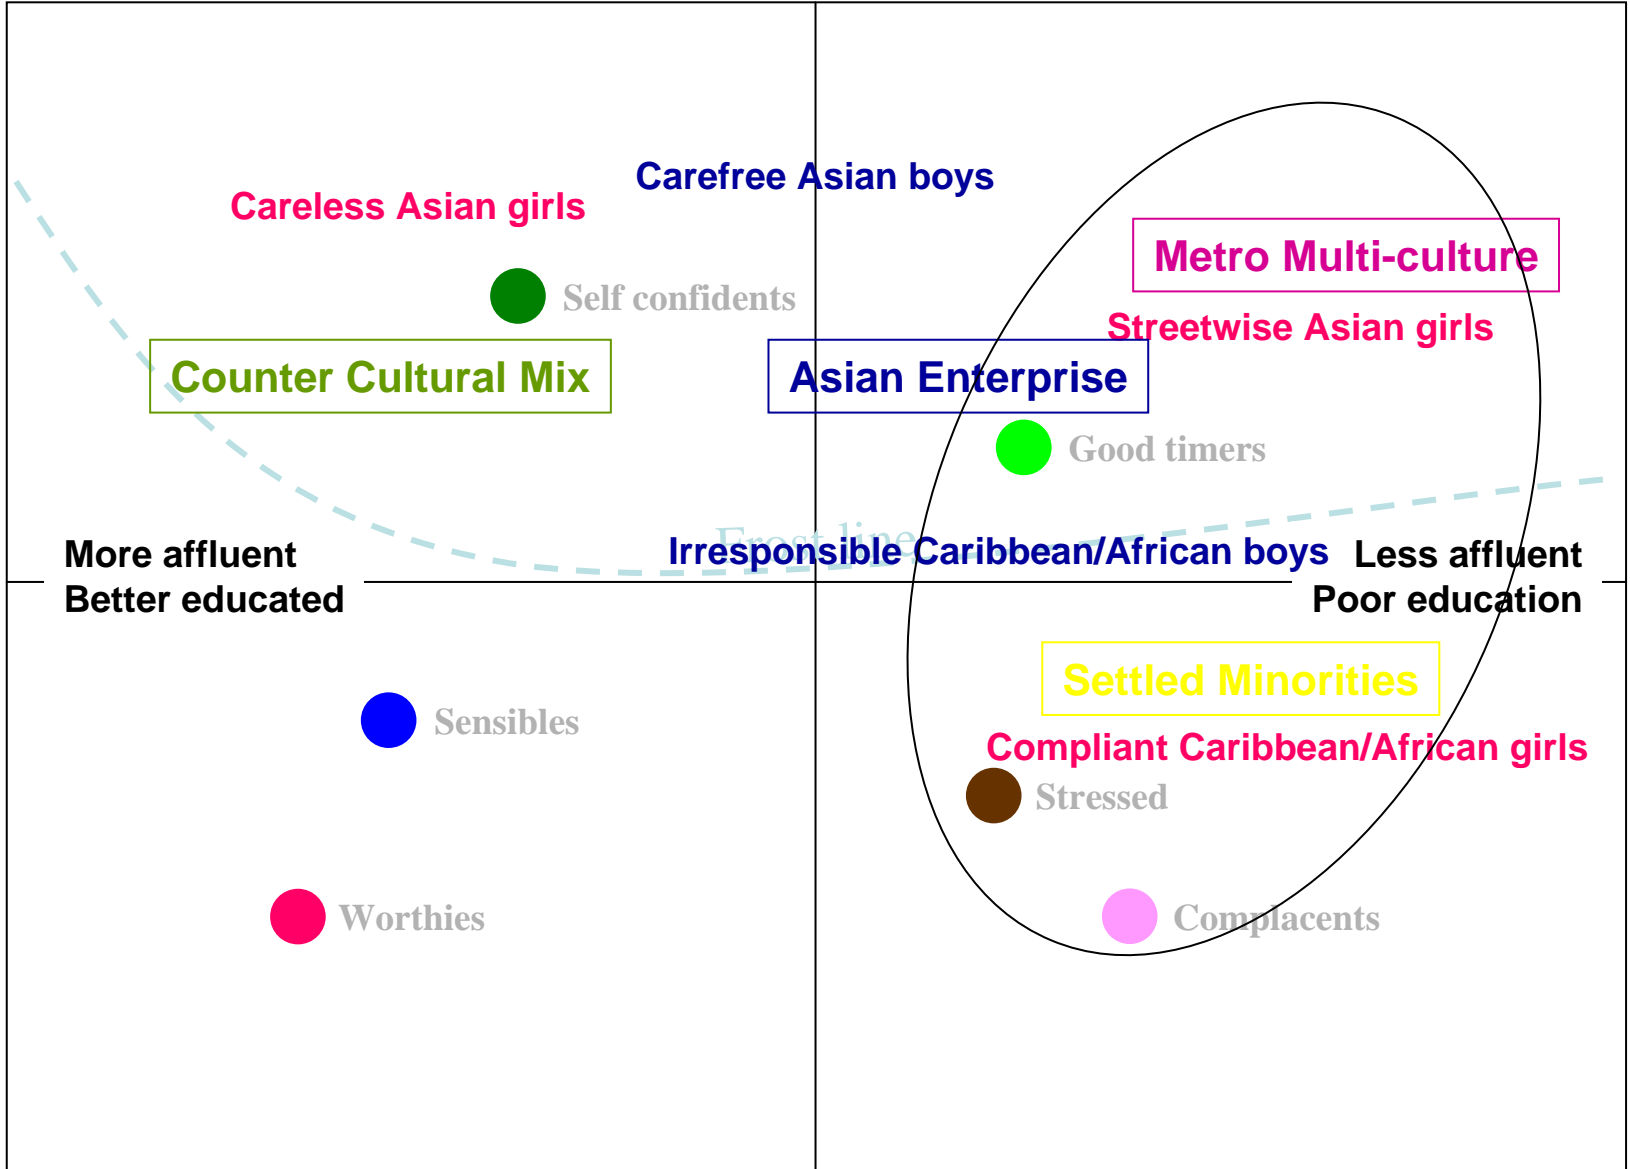 Carefree Asian boys
Careless Asian girls
Metro Multi-culture
Self confidents
Streetwise Asian girls
Counter Cultural Mix
Asian Enterprise
Good timers
Frost line
Irresponsible Caribbean/African boys
More affluent
Better educated
Less affluent
Poor education
Settled Minorities
Sensibles
Compliant Caribbean/African girls
Stressed
Worthies
Complacents